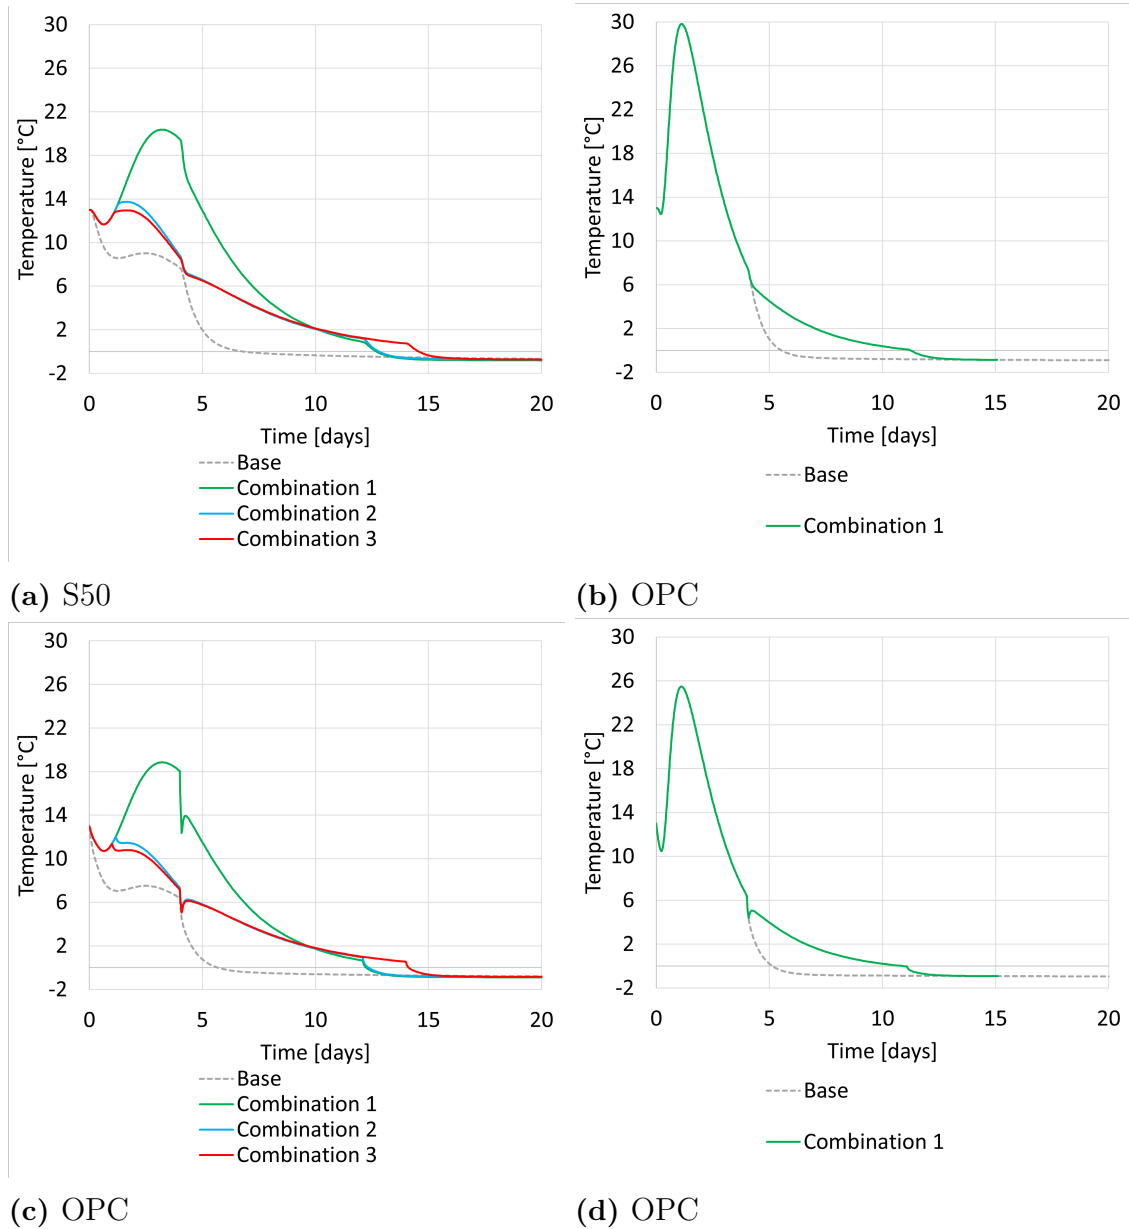 30
26
22
18
14
10
6
2
-2
Temperature [°C]
0 5 10 15 20
Time [days]
Base
Combination 1
Combination 2
Combination 3
(a) S50
30
26
22
18
14
10
6
2
-2
Temperature [°C]
0 5 10 15 20
Time [days]
Base
Combination 1
(b) OPC
30
26
22
18
14
10
6
2
-2
Temperature [°C]
0 5 10 15 20
Time [days]
Base
Combination 1
Combination 2
Combination 3
(c) OPC
30
26
22
18
14
10
6
2
-2
Temperature [°C]
0 5 10 15 20
Time [days]
Base
Combination 1
(d) OPC